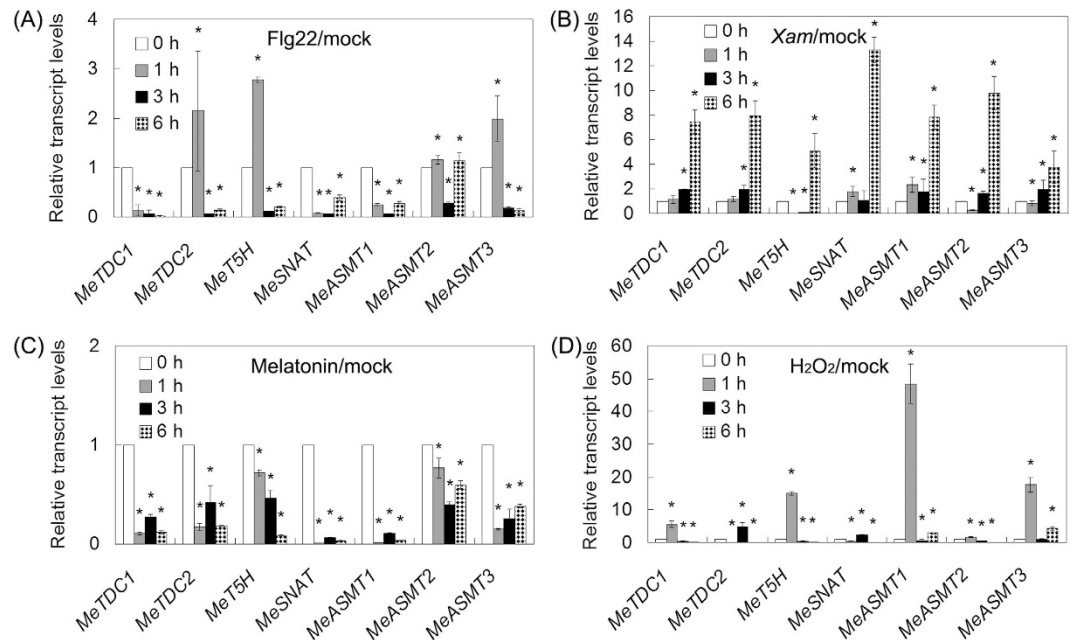 (A)
Relative transcript levels
4
3
2
1
0
Flg22/mock
0 h
1 h
3 h
6 h
* * * * * * * * * * * * * * * * * * * *
MeTDC1 MeTDC2 MeT5H MeSNAT MeASMT1 MeASMT2 MeASMT3
(B)
Relative transcript levels
16
14
12
10
8
6
4
2
0
Xam/mock
0 h
1 h
3 h
6 h
MeTDC1 MeTDC2 MeT5H MeSNAT MeASMT1 MeASMT2 MeASMT3
(C)
Relative transcript levels
2
1
0
Melatonin/mock
0 h
1 h
3 h
6 h
MeTDC1 MeTDC2 MeT5H MeSNAT MeASMT1 MeASMT2 MeASMT3
(D)
Relative transcript levels
60
50
40
30
20
10
0
H₂O₂/mock
0 h
1 h
3 h
6 h
MeTDC1 MeTDC2 MeT5H MeSNAT MeASMT1 MeASMT2 MeASMT3